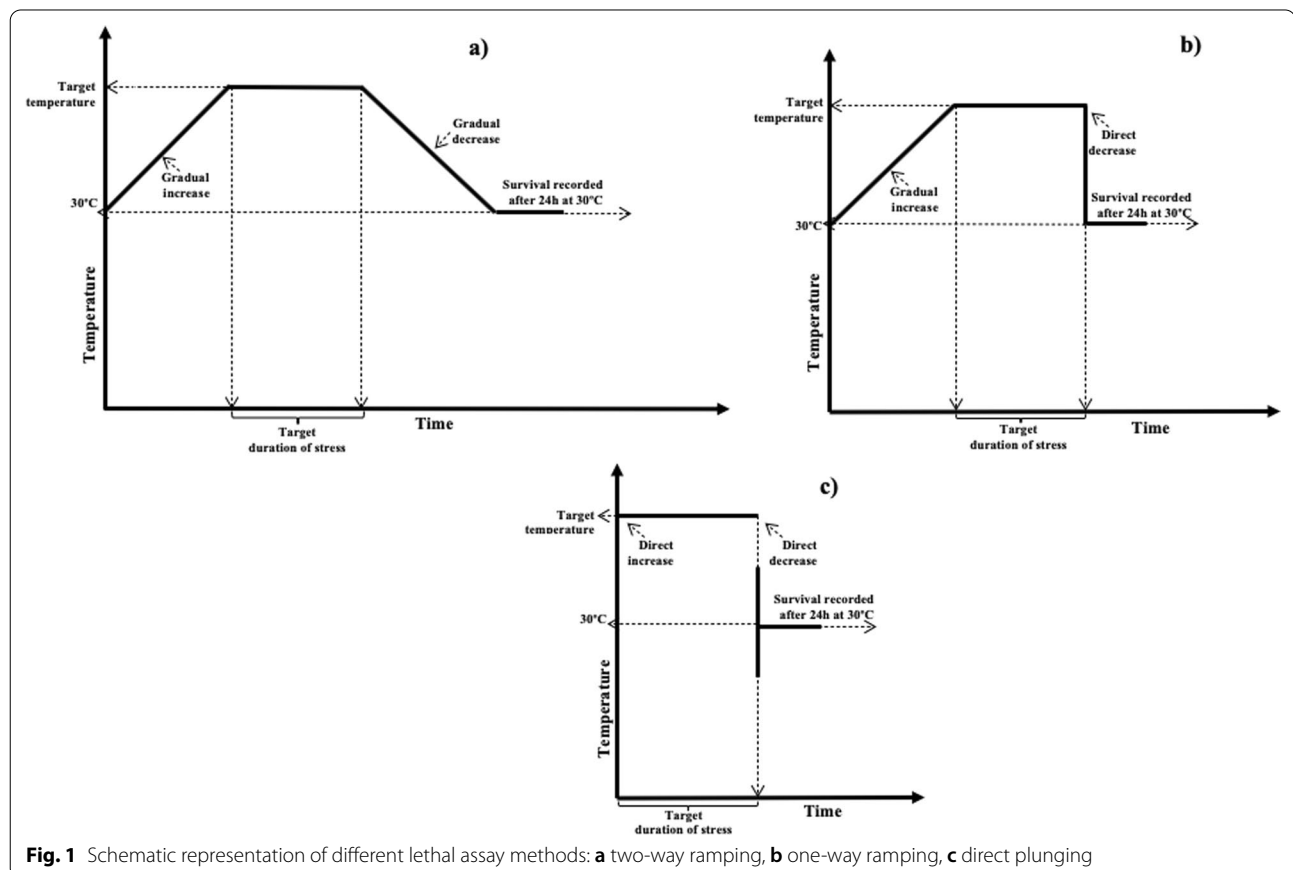 a)
Target
temperature
Gradual
increase
Gradual
decrease
30°C
Survival recorded
after 24h at 30°C
Temperature
Time
Target
duration of stress
b)
Target
temperature
Gradual
increase
Direct
decrease
30°C
Survival recorded
after 24h at 30°C
Temperature
Time
Target
duration of stress
c)
Target
temperature
Direct
increase
Direct
decrease
30°C
Survival recorded
after 24h at 30°C
Temperature
Time
Target
duration of stress
Fig. 1 Schematic representation of different lethal assay methods: a two-way ramping, b one-way ramping, c direct plunging